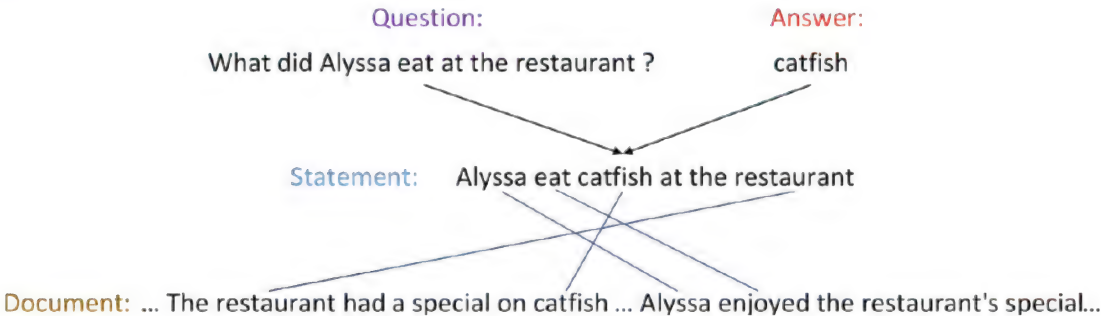 Question: Answer:
What did Alyssa eat at the restaurant ? catfish
Statement: Alyssa eat catfish at the restaurant
Document: ... The restaurant had a special on catfish ... Alyssa enjoyed the restaurant's special...